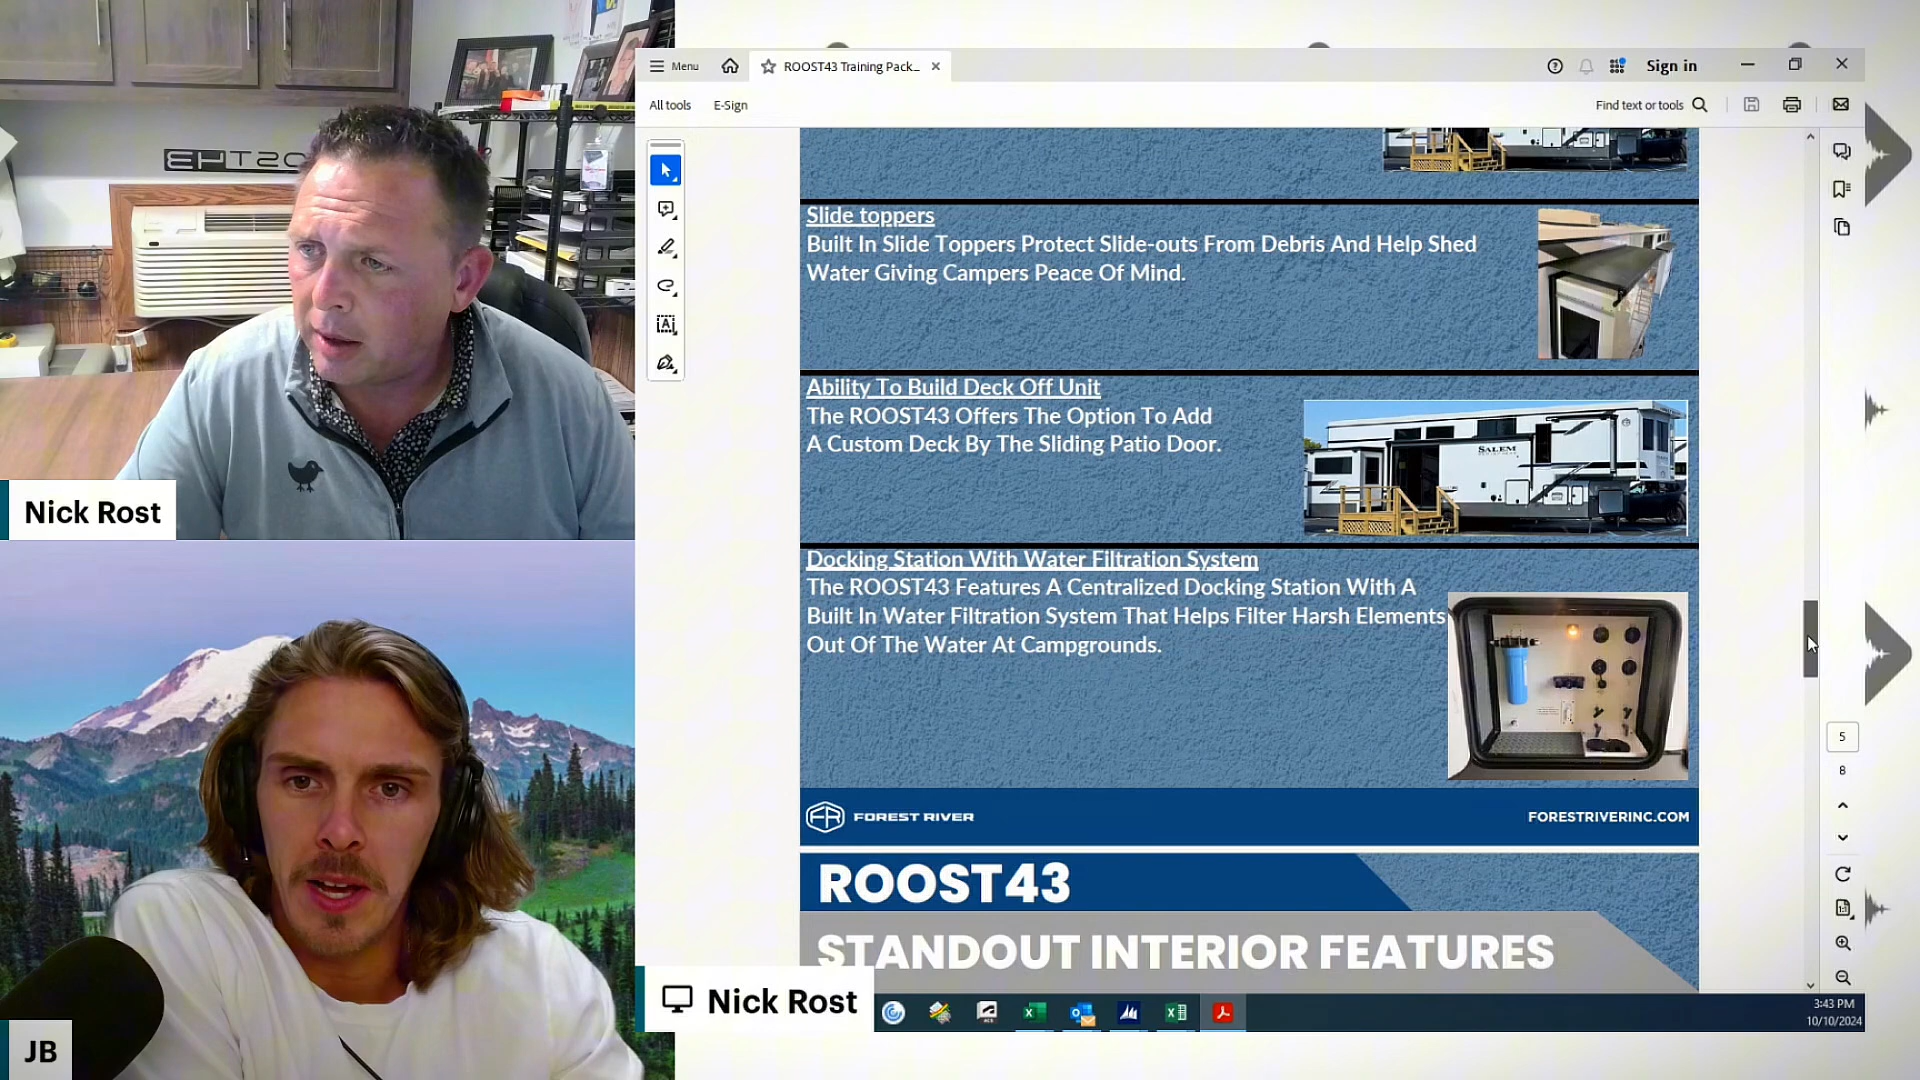 EHTSO
Nick Rost
JB
Menu
ROOST43 Training Pack...
Sign in
All tools
E-Sign
Find text or tools
Slide toppers
Built In Slide Toppers Protect Slide-outs From Debris And Help Shed
Water Giving Campers Peace Of Mind.
Ability To Build Deck Off Unit
The ROOST43 Offers The Option To Add
A Custom Deck By The Sliding Patio Door.
SALEM
Docking Station With Water Filtration System
The ROOST43 Features A Centralized Docking Station With A
Built In Water Filtration System That Helps Filter Harsh Elements
Out Of The Water At Campgrounds.
FR FOREST RIVER
FORESTRIVERINC.COM
ROOST43
STANDOUT INTERIOR FEATURES
5
8
Nick Rost
3:43 PM
10/10/2024